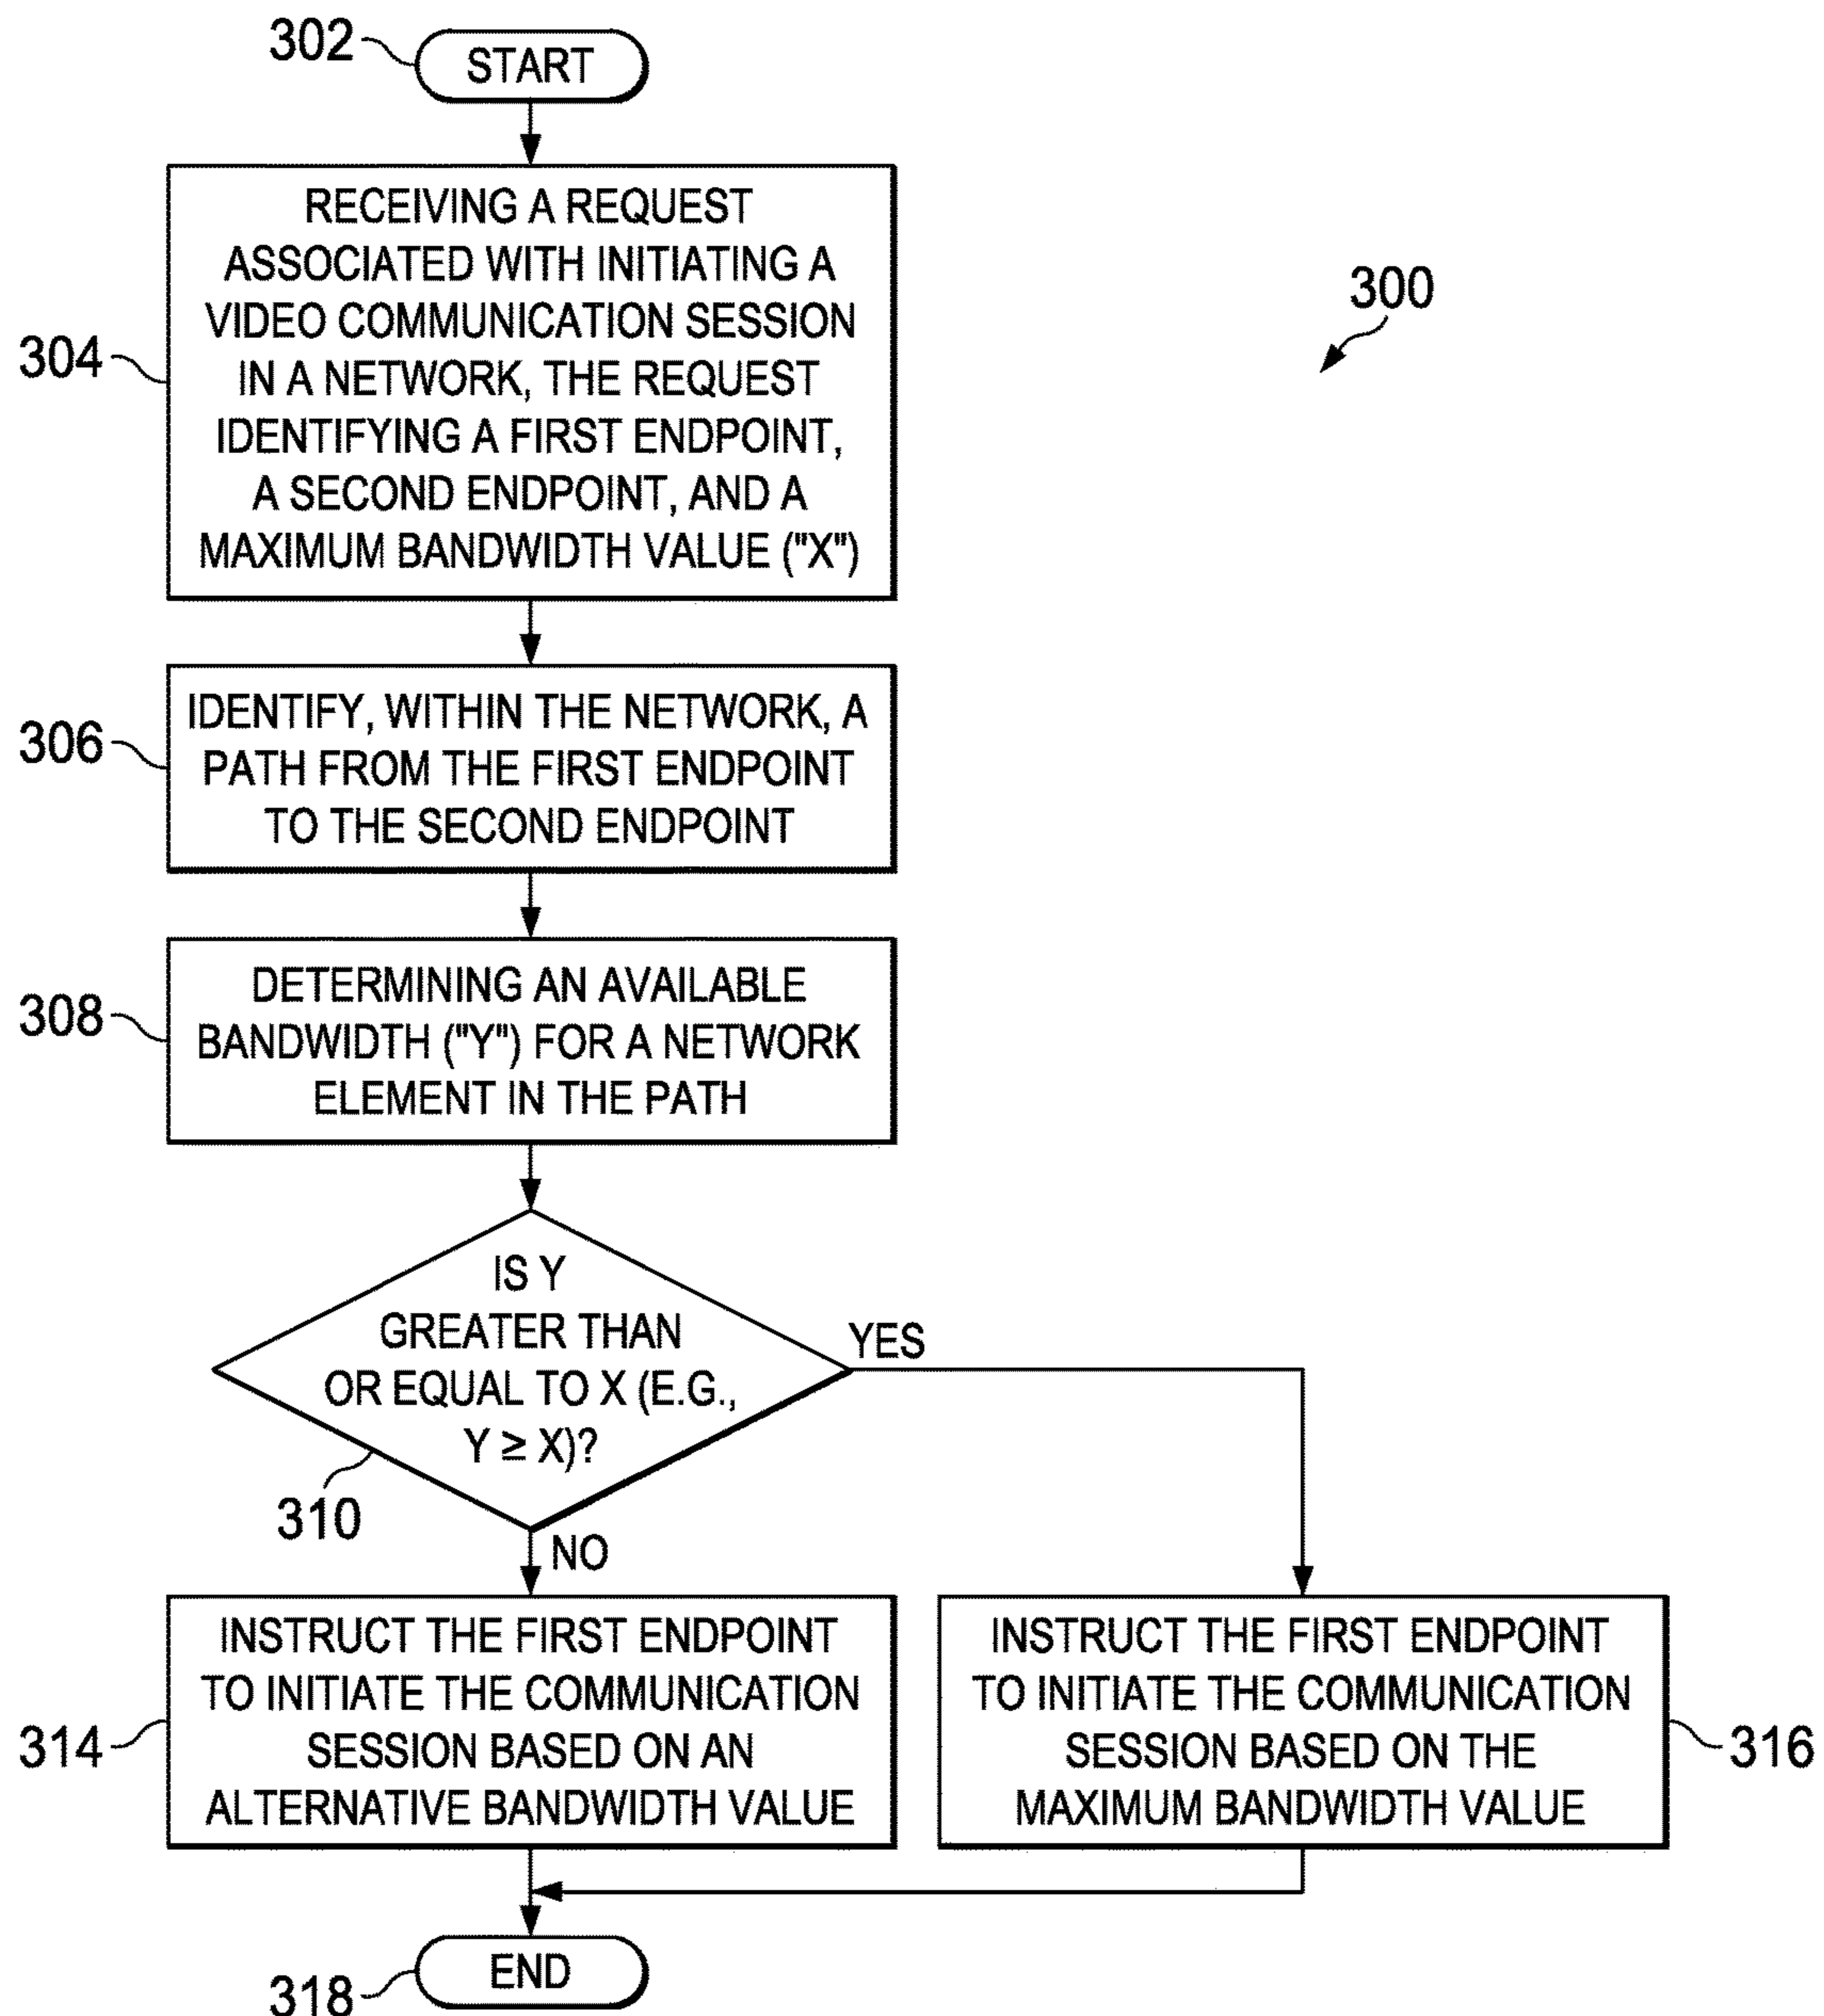 302
START
300
304
RECEIVING A REQUEST
ASSOCIATED WITH INITIATING A
VIDEO COMMUNICATION SESSION
IN A NETWORK, THE REQUEST
IDENTIFYING A FIRST ENDPOINT,
A SECOND ENDPOINT, AND A
MAXIMUM BANDWIDTH VALUE ("X")
306
IDENTIFY, WITHIN THE NETWORK, A
PATH FROM THE FIRST ENDPOINT
TO THE SECOND ENDPOINT
308
DETERMINING AN AVAILABLE
BANDWIDTH ("Y") FOR A NETWORK
ELEMENT IN THE PATH
IS Y
GREATER THAN
OR EQUAL TO X (E.G.,
Y ≥ X)?
YES
310
NO
314
INSTRUCT THE FIRST ENDPOINT
TO INITIATE THE COMMUNICATION
SESSION BASED ON AN
ALTERNATIVE BANDWIDTH VALUE
INSTRUCT THE FIRST ENDPOINT
TO INITIATE THE COMMUNICATION
SESSION BASED ON THE
MAXIMUM BANDWIDTH VALUE
316
318
END